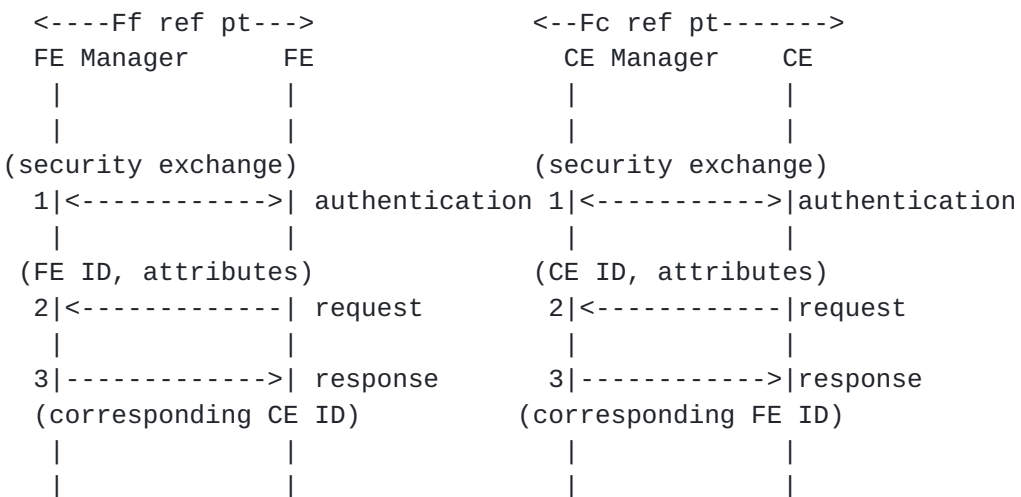 <----Ff ref pt--->              <--Fc ref pt------->
FE Manager      FE                CE Manager    CE
|               |                  |              |
|               |                  |              |
(security exchange)                (security exchange)
1|<------------>| authentication 1|<----------->|authentication
|               |                  |              |
(FE ID, attributes)               (CE ID, attributes)
2|<-------------| request        2|<------------|request
|               |                  |              |
3|------------->| response       3|------------>|response
(corresponding CE ID)          (corresponding FE ID)
|               |                  |              |
|               |                  |              |